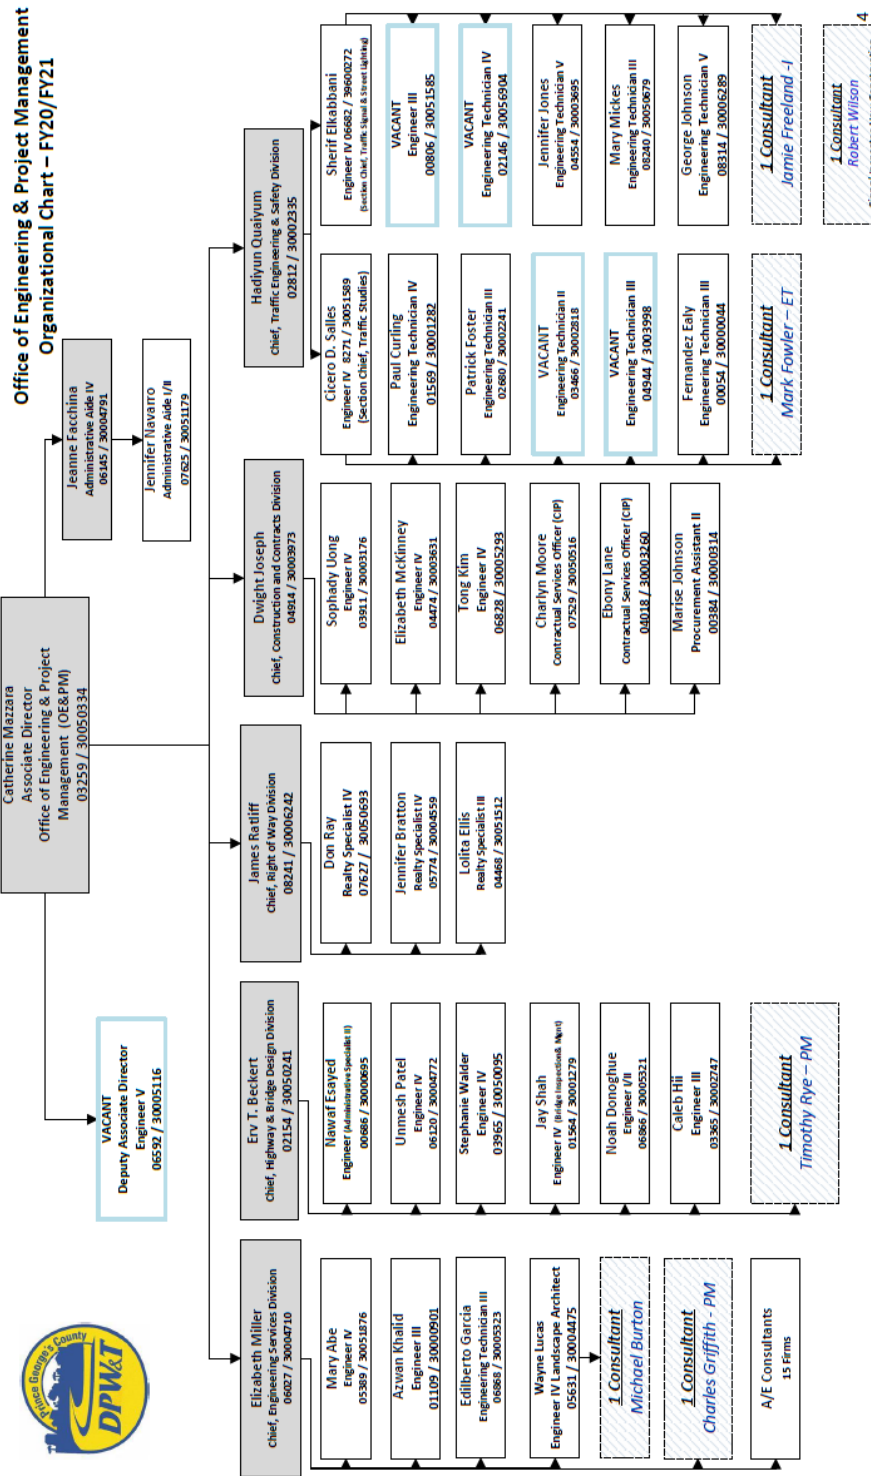 Office of Engineering & Project Management
Organizational Chart – FY20/FY21
Prince George's County
DPW&T
Catherine Mazzara
Associate Director
Office of Engineering & Project
Management (OE&PM)
03259 / 30050334
VACANT
Deputy Associate Director
Engineer V
06592 / 30005116
Jeanne Facchina
Administrative Aide IV
06145 / 30004791
Jennifer Navarro
Administrative Aide I/II
07625 / 30051179
Elizabeth Miller
Chief, Engineering Services Division
06027 / 30004710
Mary Abe
Engineer IV
05389 / 30051876
Azwan Khalid
Engineer III
01109 / 30000901
Edilberto Garcia
Engineering Technician III
06868 / 30005323
Wayne Lucas
Engineer IV Landscape Architect
05631 / 30004475
1 Consultant
Michael Burton
1 Consultant
Charles Griffith - PM
A/E Consultants
15 Firms
Erv T. Beckert
Chief, Highway & Bridge Design Division
02154 / 30050241
Nawaf Esayed
Engineer (Administrative Specialist II)
00686 / 30000695
Unmesh Patel
Engineer IV
06120 / 30004772
Stephanie Walder
Engineer IV
03965 / 30050095
Jay Shah
Engineer IV (Bridge Inspection & Mgnt)
01564 / 30001279
Noah Donoghue
Engineer I/II
06866 / 30005321
Caleb Hii
Engineer III
03365 / 30002747
1 Consultant
Timothy Rye – PM
James Ratliff
Chief, Right of Way Division
08241 / 30006242
Don Ray
Realty Specialist IV
07627 / 30050693
Jennifer Bratton
Realty Specialist IV
05774 / 30004559
Lolita Ellis
Realty Specialist III
04468 / 30051512
Dwight Joseph
Chief, Construction and Contracts Division
04914 / 30003973
Sophady Uong
Engineer IV
03911 / 30003176
Elizabeth McKinney
Engineer IV
04474 / 30003631
Tong Kim
Engineer IV
06828 / 30005293
Charlyn Moore
Contractual Services Officer (CIP)
07529 / 30050516
Ebony Lane
Contractual Services Officer (CIP)
04018 / 30003260
Marise Johnson
Procurement Assistant II
00384 / 30000314
Hadiyun Quaiyum
Chief, Traffic Engineering & Safety Division
02812 / 30002335
Cicero D. Salles
Engineer IV 8271 / 30051589
(Section Chief, Traffic Studies)
Paul Curling
Engineering Technician IV
01569 / 30001282
Patrick Foster
Engineering Technician III
02680 / 30002241
VACANT
Engineering Technician II
03466 / 30002818
VACANT
Engineering Technician III
04944 / 3003998
Fernandez Ealy
Engineering Technician III
00054 / 30000044
1 Consultant
Mark Fowler – ET
Sherif Elkabbani
Engineer IV 06682 / 39600272
(Section Chief, Traffic Signal & Street Lighting)
VACANT
Engineer III
00806 / 30051585
VACANT
Engineering Technician IV
02146 / 30056904
Jennifer Jones
Engineering Technician V
04554 / 30003695
Mary Mickes
Engineering Technician III
08240 / 30050679
George Johnson
Engineering Technician V
08314 / 30006289
1 Consultant
Jamie Freeland -I
1 Consultant
Robert Wilson
4